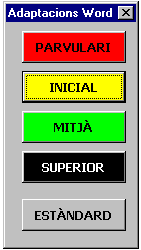 Adaptacions Word
PARVULARI
INICIAL
MITJÀ
SUPERIOR
ESTÀNDARD